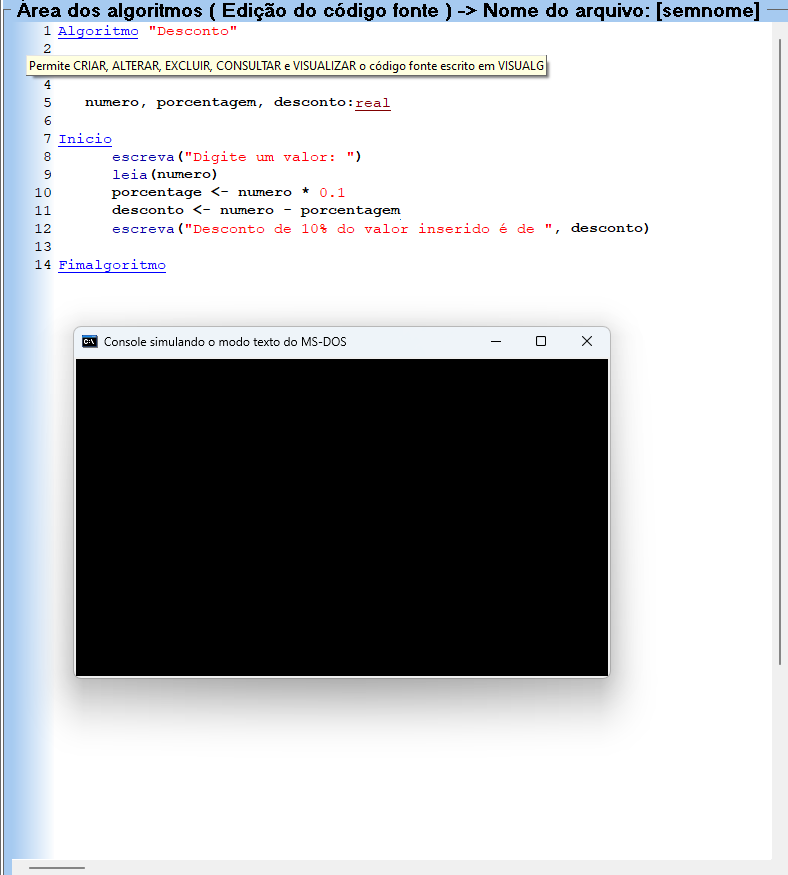 Área dos algoritmos ( Edição do código fonte ) -> Nome do arquivo: [semnome]
1 Algoritmo "Desconto"
2
Permite CRIAR, ALTERAR, EXCLUIR, CONSULTAR e VISUALIZAR o código fonte escrito em VISUALG
4
5 numero, porcentagem, desconto:real
6
7 Inicio
8 escreva("Digite um valor: ")
9 leia(numero)
10 porcentage <- numero * 0.1
11 desconto <- numero - porcentagem
12 escreva("Desconto de 10% do valor inserido é de ", desconto)
13
14 Fimalgoritmo
C:\ Console simulando o modo texto do MS-DOS